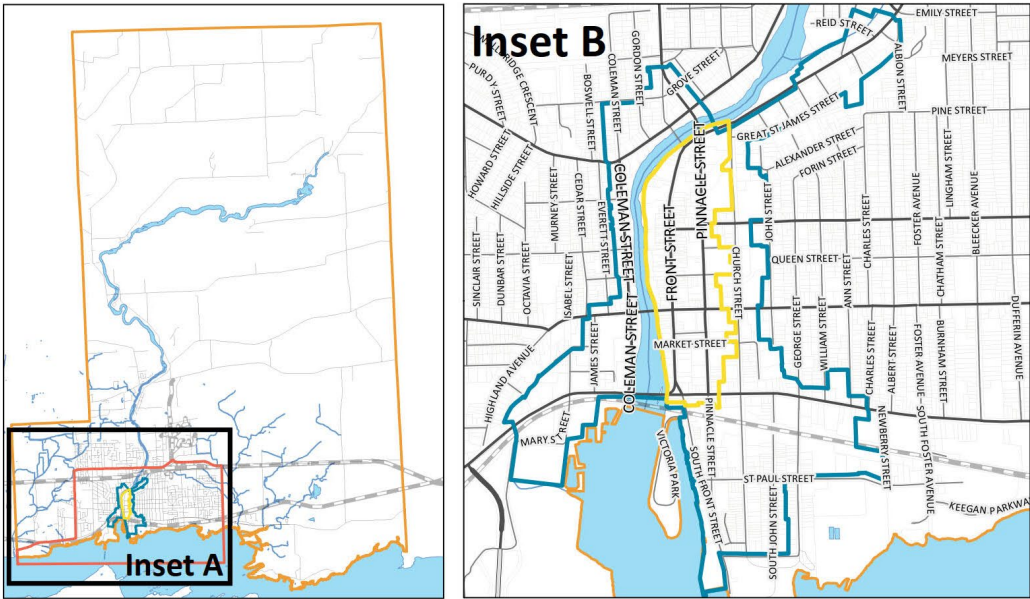 Inset A
Inset B
EMILY STREET
REID STREET
ALBION STREET
MEYERS STREET
GORDON STREET
COLEMAN STREET
GROVE STREET
BOSWELL STREET
PURDY STREET
PINE STREET
GREAT ST JAMES STREET
ALEXANDER STREET
FORIN STREET
HOWARD STREET
HILLSIDE STREET
PINNACLE STREET
COLEMAN STREET
MURNEY STREET
CEDAR STREET
EVERETT STREET
JOHN STREET
CHARLES STREET
FOSTER AVENUE
LINGHAM STREET
BLEECKER AVENUE
SINCLAIR STREET
DUNBAR STREET
OCTAVIA STREET
ISABEL STREET
FRONT STREET
CHURCH STREET
QUEEN STREET
ANN STREET
CHATHAM STREET
DUFFERIN AVENUE
COLEMAN STREET
MARKET STREET
GEORGE STREET
WILLIAM STREET
CHARLES STREET
ALBERT STREET
FOSTER AVENUE
BURNHAM STREET
HIGHLAND AVENUE
JAMES STREET
MARY STREET
VICTORIA PARK
SOUTH FRONT STREET
PINNACLE STREET
NEWBERRY STREET
SOUTH FOSTER AVENUE
ST PAUL STREET
SOUTH JOHN STREET
KEEGAN PARKWA